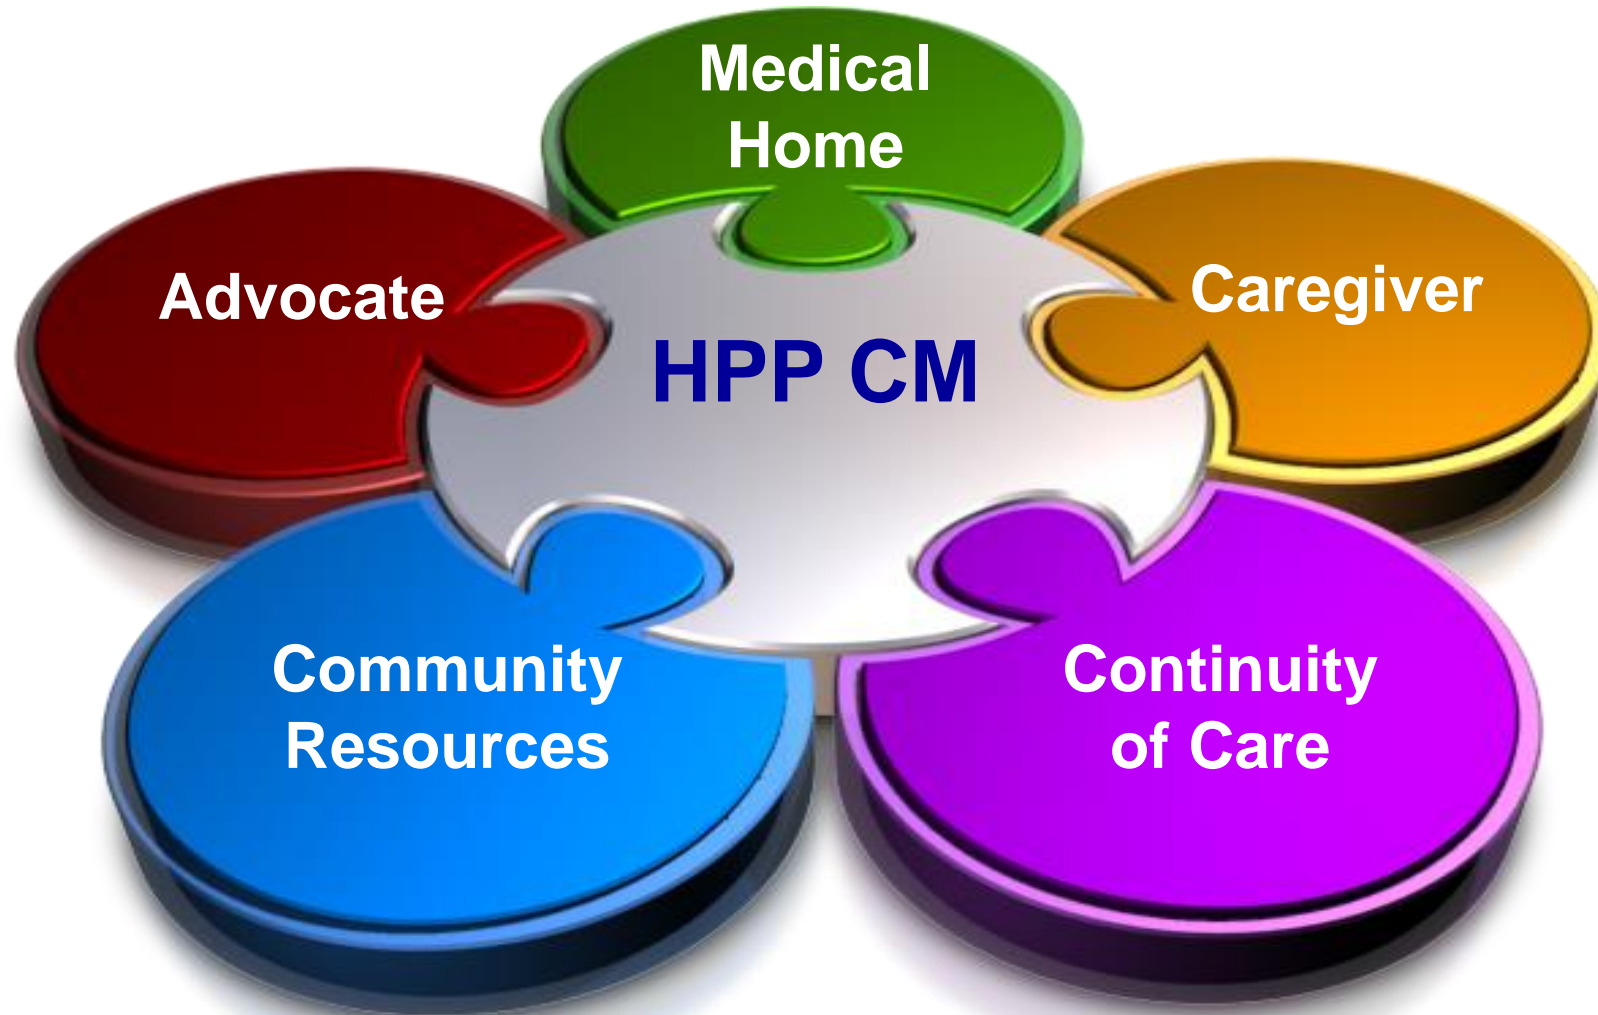 Medical
Home
Advocate
Caregiver
HPP CM
Community
Resources
Continuity
of Care